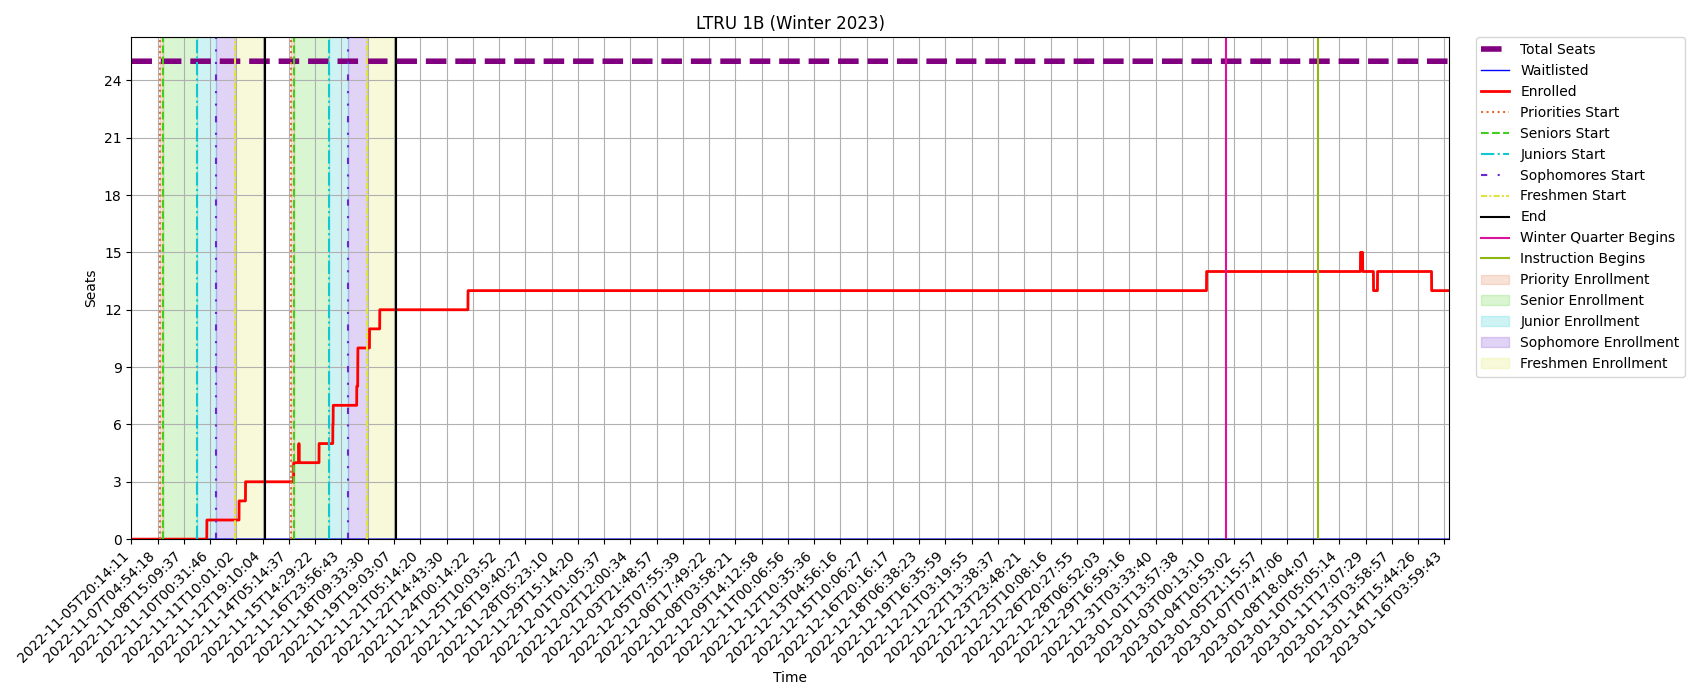 LTRU 1B (Winter 2023)
Seats
24
21
18
15
12
9
6
3
0
2022-11-05T20:14:11
2022-11-07T04:54:18
2022-11-08T15:09:37
2022-11-10T00:31:46
2022-11-11T10:01:02
2022-11-12T19:10:04
2022-11-14T05:14:37
2022-11-15T14:29:22
2022-11-16T23:56:43
2022-11-18T09:33:30
2022-11-19T19:03:07
2022-11-21T05:14:20
2022-11-22T14:43:30
2022-11-24T00:14:22
2022-11-25T10:03:52
2022-11-26T19:40:27
2022-11-28T05:23:10
2022-11-29T15:14:20
2022-12-01T01:05:37
2022-12-02T12:00:34
2022-12-03T21:48:57
2022-12-05T07:55:39
2022-12-06T17:49:22
2022-12-08T03:58:21
2022-12-09T14:12:58
2022-12-11T00:06:56
2022-12-12T10:35:36
2022-12-13T04:56:16
2022-12-15T10:06:27
2022-12-16T20:16:17
2022-12-18T06:38:23
2022-12-19T16:35:59
2022-12-21T03:19:55
2022-12-22T13:38:37
2022-12-23T23:48:21
2022-12-25T10:08:16
2022-12-26T20:27:55
2022-12-28T06:52:03
2022-12-29T16:59:16
2022-12-31T03:33:40
2023-01-01T13:57:38
2023-01-03T00:13:10
2023-01-04T10:53:02
2023-01-05T21:15:57
2023-01-07T07:47:06
2023-01-08T18:04:07
2023-01-10T05:05:14
2023-01-11T17:07:29
2023-01-13T03:58:57
2023-01-14T15:44:26
2023-01-16T03:59:43
Time
Total Seats
Waitlisted
Enrolled
Priorities Start
Seniors Start
Juniors Start
Sophomores Start
Freshmen Start
End
Winter Quarter Begins
Instruction Begins
Priority Enrollment
Senior Enrollment
Junior Enrollment
Sophomore Enrollment
Freshmen Enrollment